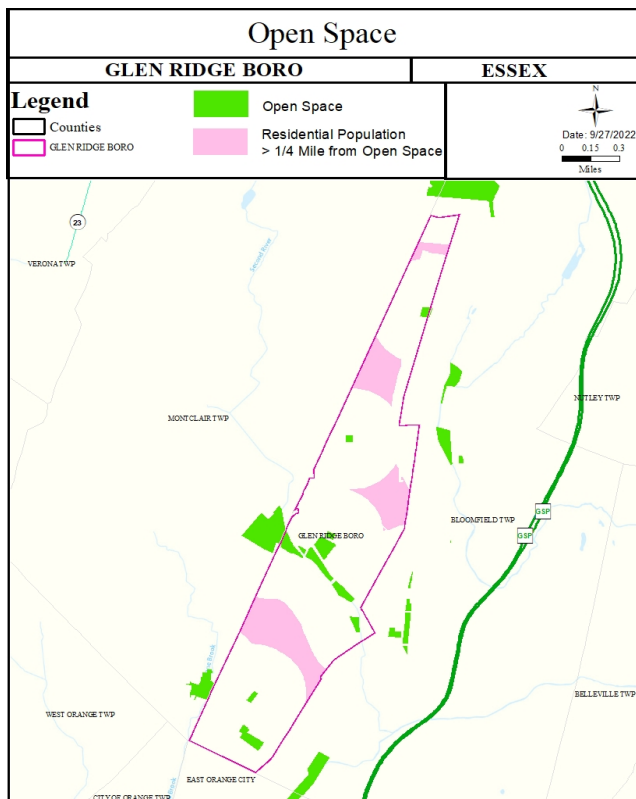 Open Space
GLEN RIDGE BORO
ESSEX
Legend
Counties
GLEN RIDGE BORO
Open Space
Residential Population
> 1/4 Mile from Open Space
N
Date: 9/27/2022
0 0.15 0.3
Miles
23
Second River
VERONA TWP
NUTLEY TWP
MONTCLAIR TWP
GSP
BLOOMFIELD TWP
GSP
GLEN RIDGE BORO
BELLEVILLE TWP
WEST ORANGE TWP
EAST ORANGE CITY
CITY OF ORANGE TWP